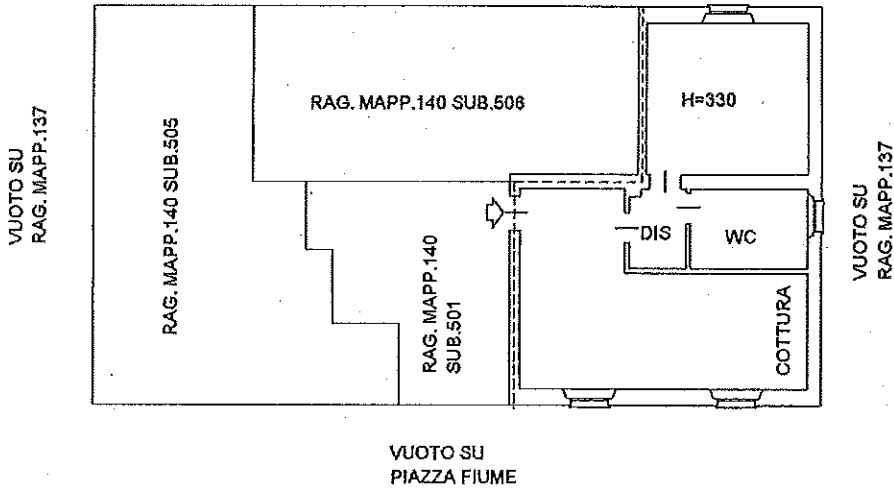 VUOTO SU
RAG. MAPP.137
RAG. MAPP.140 SUB.505
RAG. MAPP.140 SUB.506
H=330
RAG. MAPP.140
SUB.501
DIS
WC
COTTURA
VUOTO SU
RAG. MAPP.137
VUOTO SU
PIAZZA FIUME